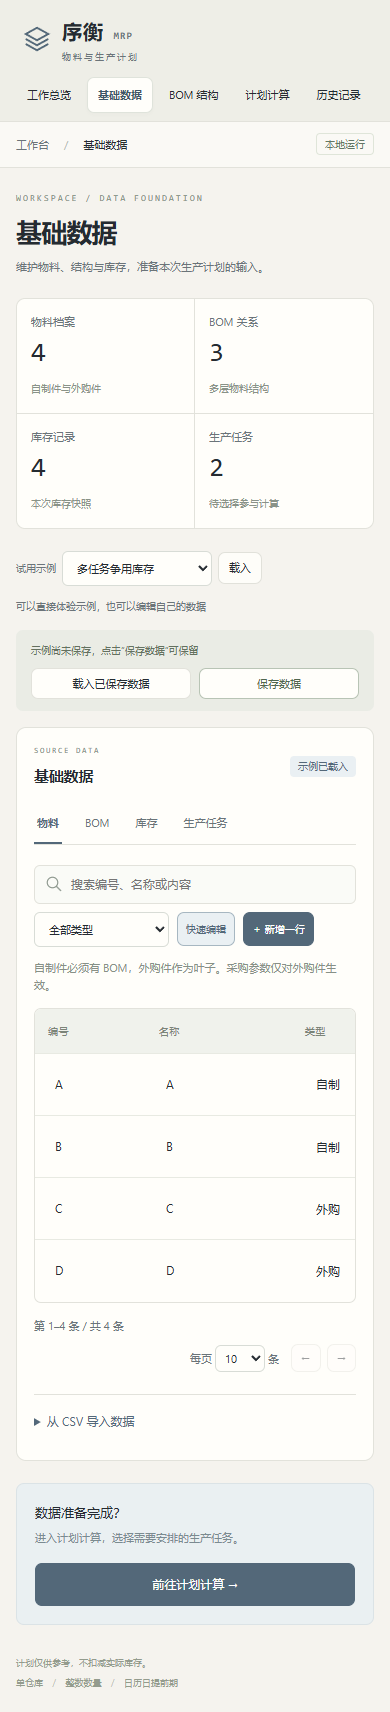 序衡 MRP
物料与生产计划
工作总览 基础数据 BOM 结构 计划计算 历史记录
工作台 / 基础数据 本地运行
WORKSPACE / DATA FOUNDATION
基础数据
维护物料、结构与库存，准备本次生产计划的输入。
物料档案 BOM 关系
4 3
自制件与外购件 多层物料结构
库存记录 生产任务
4 2
本次库存快照 待选择参与计算
试用示例 多任务争用库存 载入
可以直接体验示例，也可以编辑自己的数据
示例尚未保存，点击“保存数据”可保留
载入已保存数据 保存数据
SOURCE DATA
基础数据 示例已载入
物料 BOM 库存 生产任务
搜索编号、名称或内容
全部类型 快速编辑 + 新增一行
自制件必须有 BOM，外购件作为叶子。采购参数仅对外购件生
效。
编号 名称 类型
A A 自制
B B 自制
C C 外购
D D 外购
第 1–4 条 / 共 4 条
每页 10 条 ← →
▶ 从 CSV 导入数据
数据准备完成？
进入计划计算，选择需要安排的生产任务。
前往计划计算 →
计划仅供参考，不扣减实际库存。
单仓库 / 整数数量 / 日历日提前期